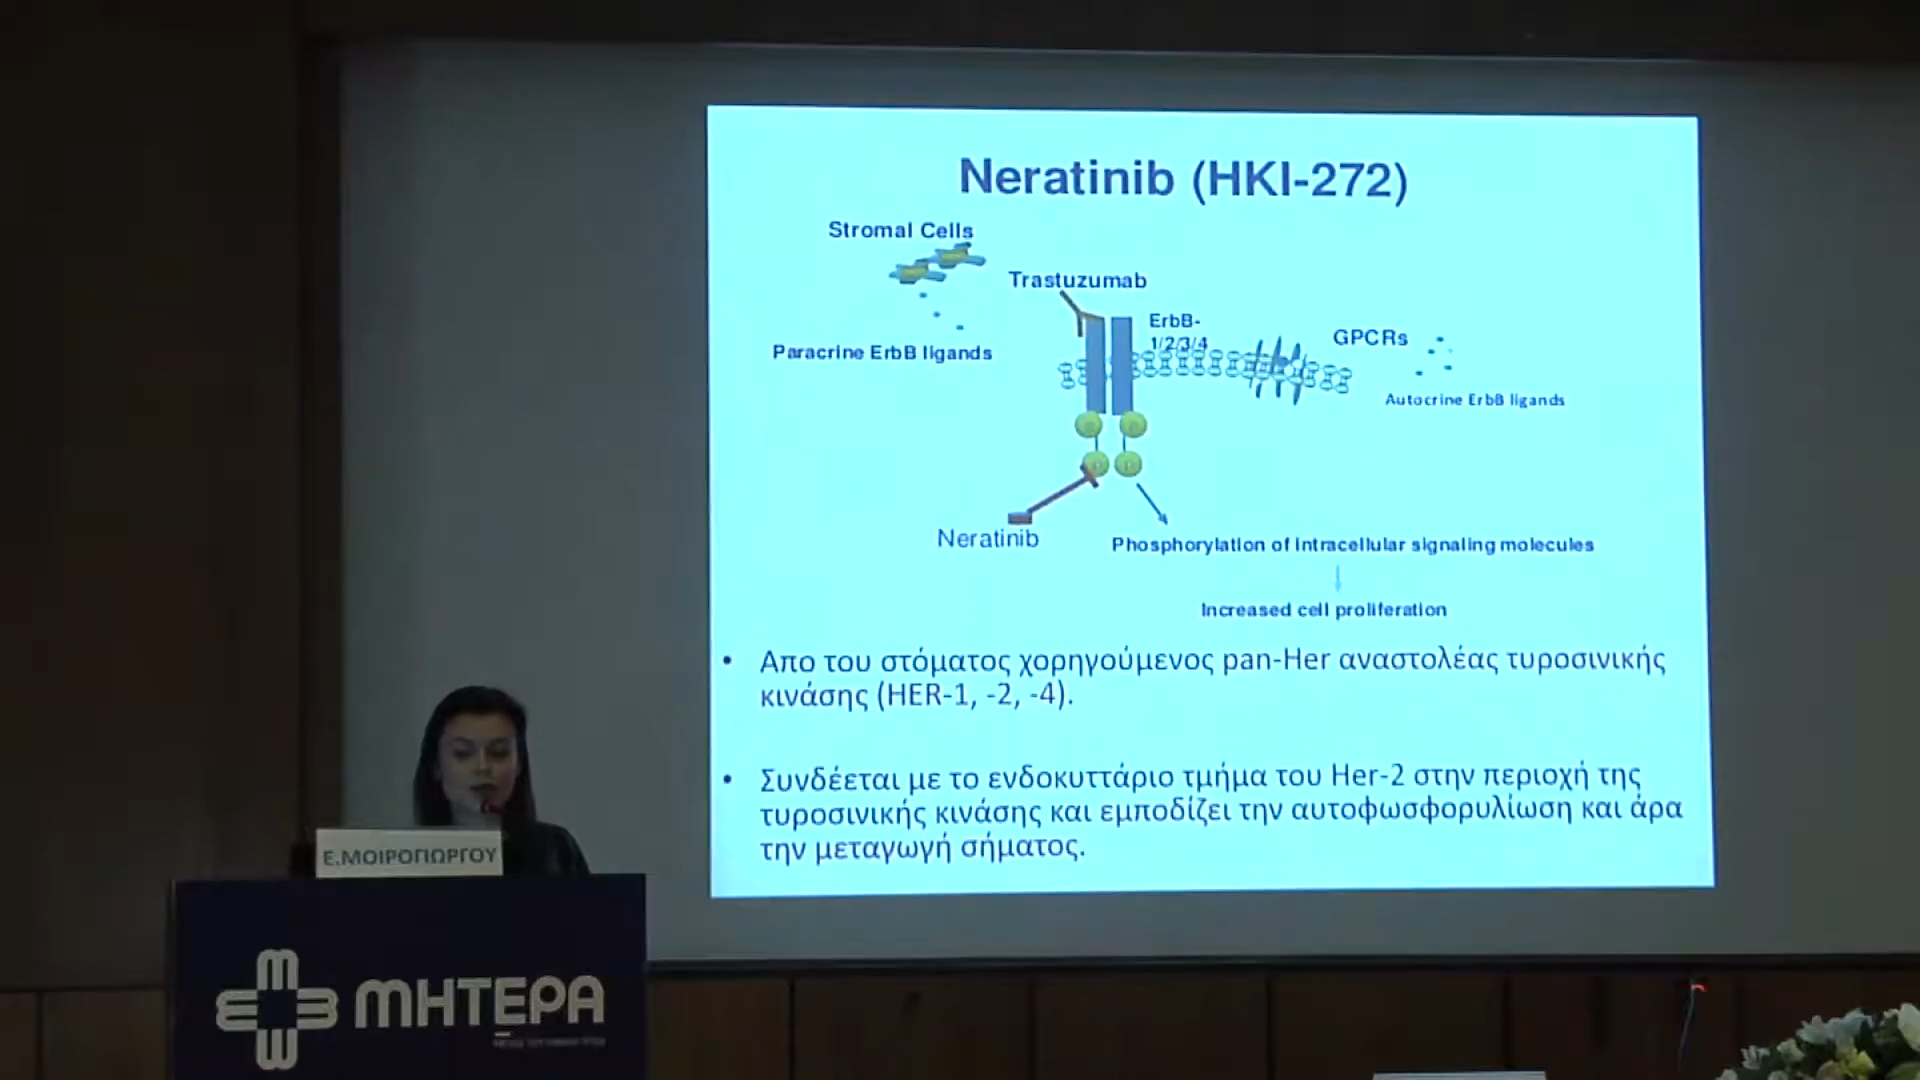 Neratinib (HKI-272)
Stromal Cells
Trastuzumab
ErbB-
1/2/3/4
GPCRs
Paracrine ErbB ligands
Autocrine ErbB ligands
Neratinib
Phosphorylation of intracellular signaling molecules
Increased cell proliferation
• Απο του στόματος χορηγούμενος pan-Her αναστολέας τυροσινικής
κινάσης (HER-1, -2, -4).
• Συνδέεται με το ενδοκυττάριο τμήμα του Her-2 στην περιοχή της
τυροσινικής κινάσης και εμποδίζει την αυτοφωσφορυλίωση και άρα
την μεταγωγή σήματος.
Ε.ΜΟΙΡΟΓΙΩΡΓΟΥ
ΜΗΤΕΡΑ